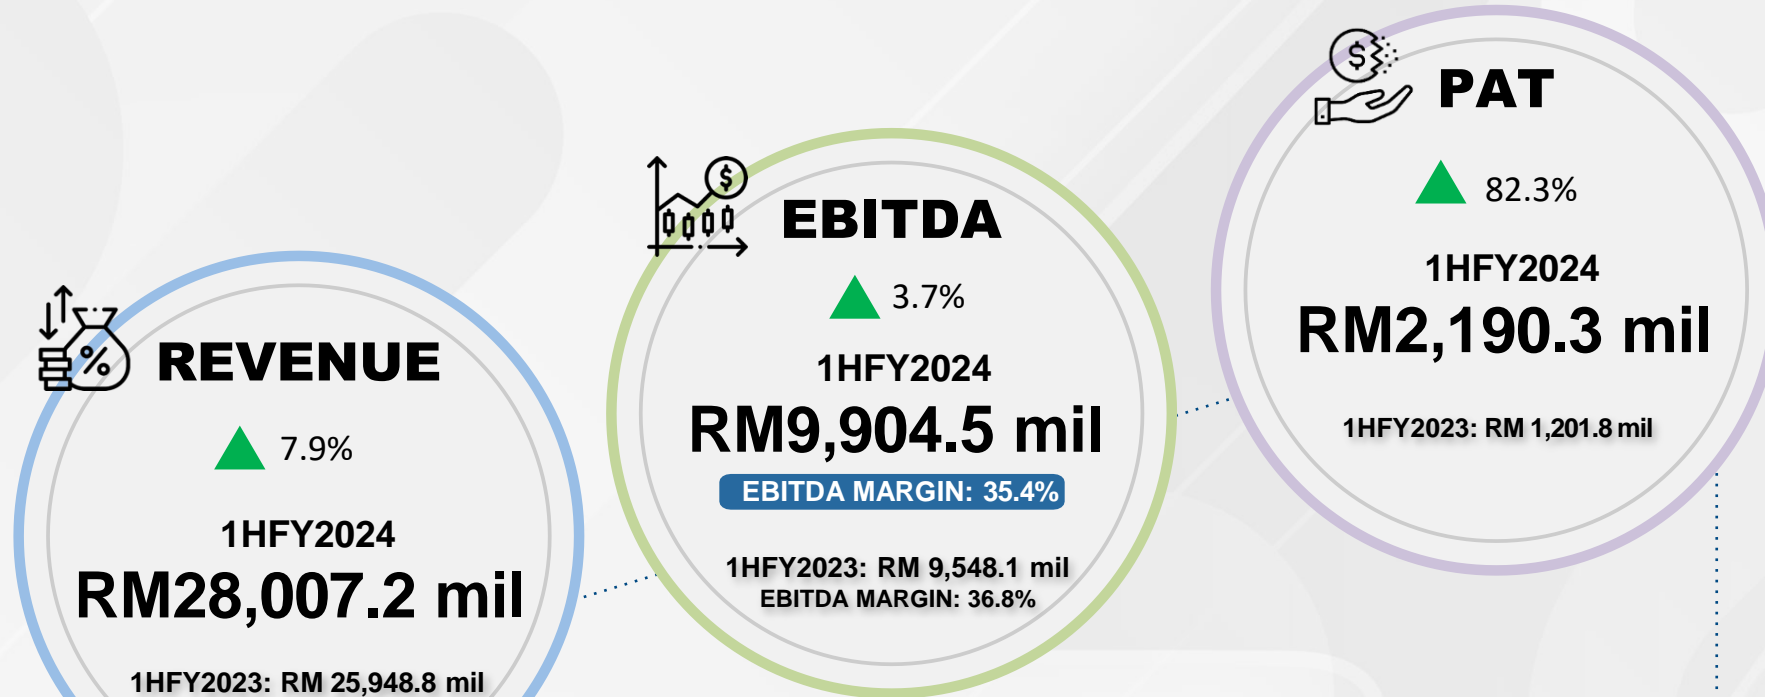 REVENUE
7.9%
1HFY2024
RM28,007.2 mil
1HFY2023: RM 25,948.8 mil
EBITDA
3.7%
1HFY2024
RM9,904.5 mil
EBITDA MARGIN: 35.4%
1HFY2023: RM 9,548.1 mil
EBITDA MARGIN: 36.8%
PAT
82.3%
1HFY2024
RM2,190.3 mil
1HFY2023: RM 1,201.8 mil